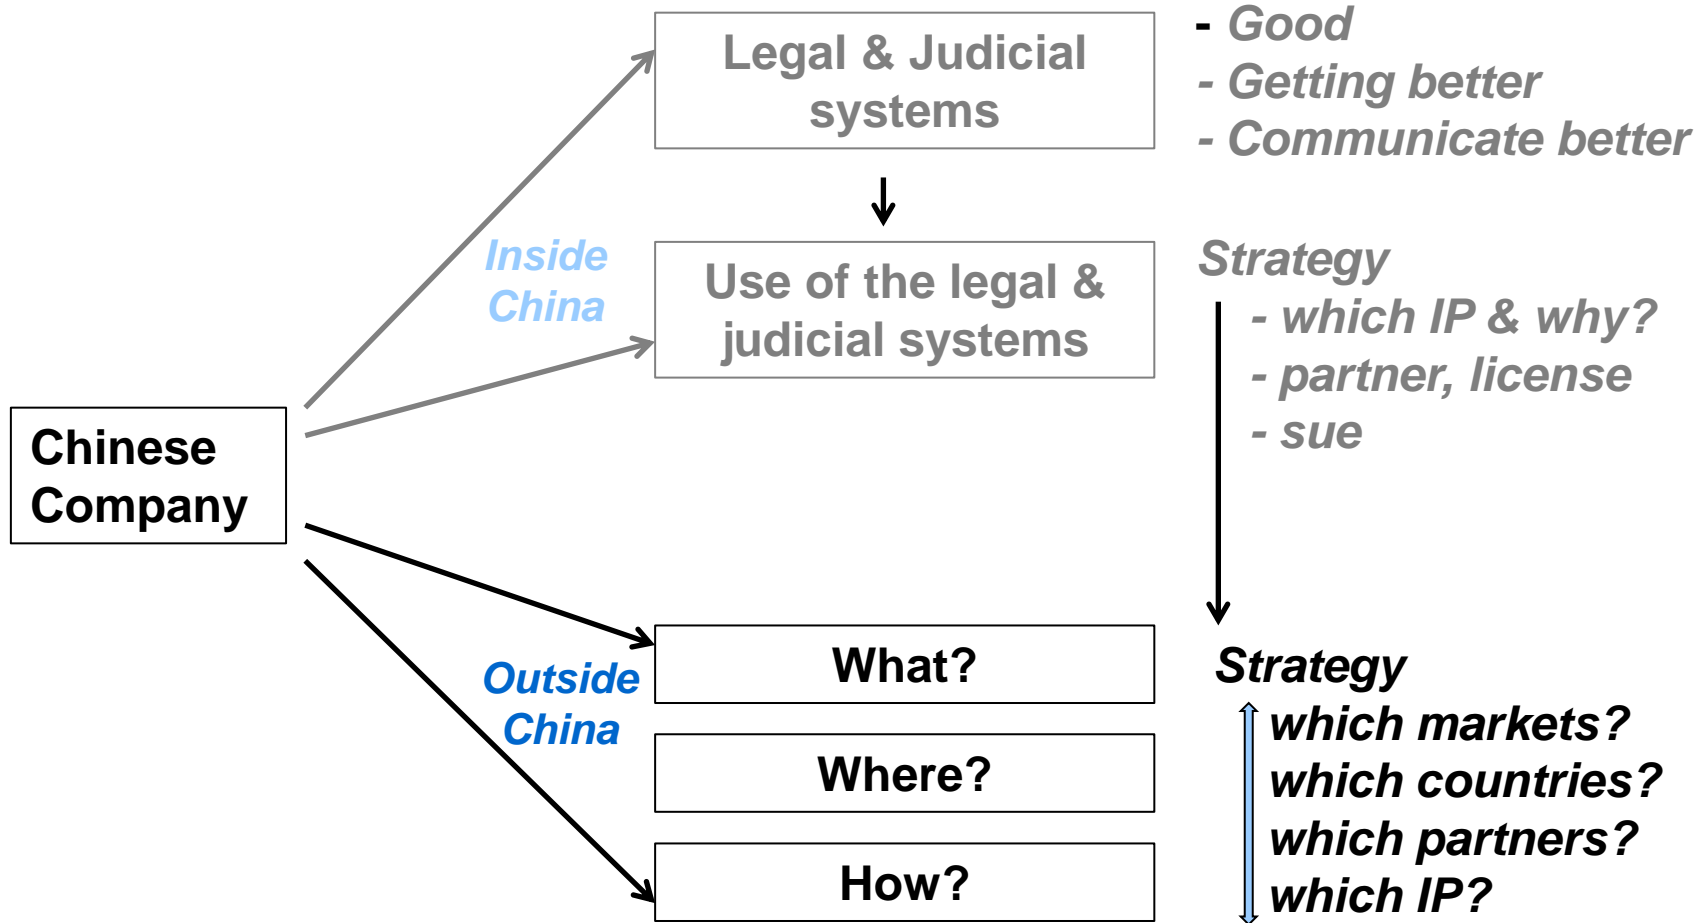 Legal & Judicial
systems
- Good
- Getting better
- Communicate better
Inside
China
Use of the legal &
judicial systems
Strategy
- which IP & why?
- partner, license
- sue
Chinese
Company
Outside
China
What?
Where?
How?
Strategy
which markets?
which countries?
which partners?
which IP?